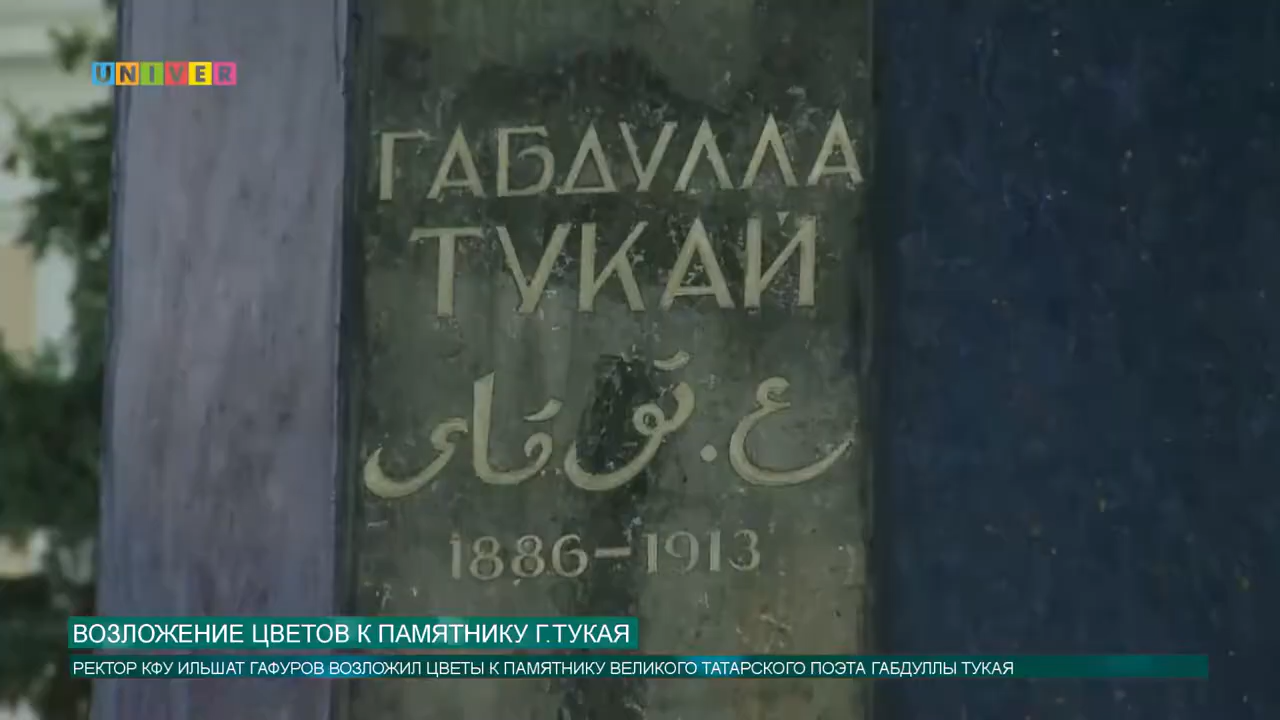 UNIVER
ГАБДУЛЛА
ТУКАЙ
ع. توقاي
1886–1913
ВОЗЛОЖЕНИЕ ЦВЕТОВ К ПАМЯТНИКУ Г.ТУКАЯ
РЕКТОР КФУ ИЛЬШАТ ГАФУРОВ ВОЗЛОЖИЛ ЦВЕТЫ К ПАМЯТНИКУ ВЕЛИКОГО ТАТАРСКОГО ПОЭТА ГАБДУЛЛЫ ТУКАЯ